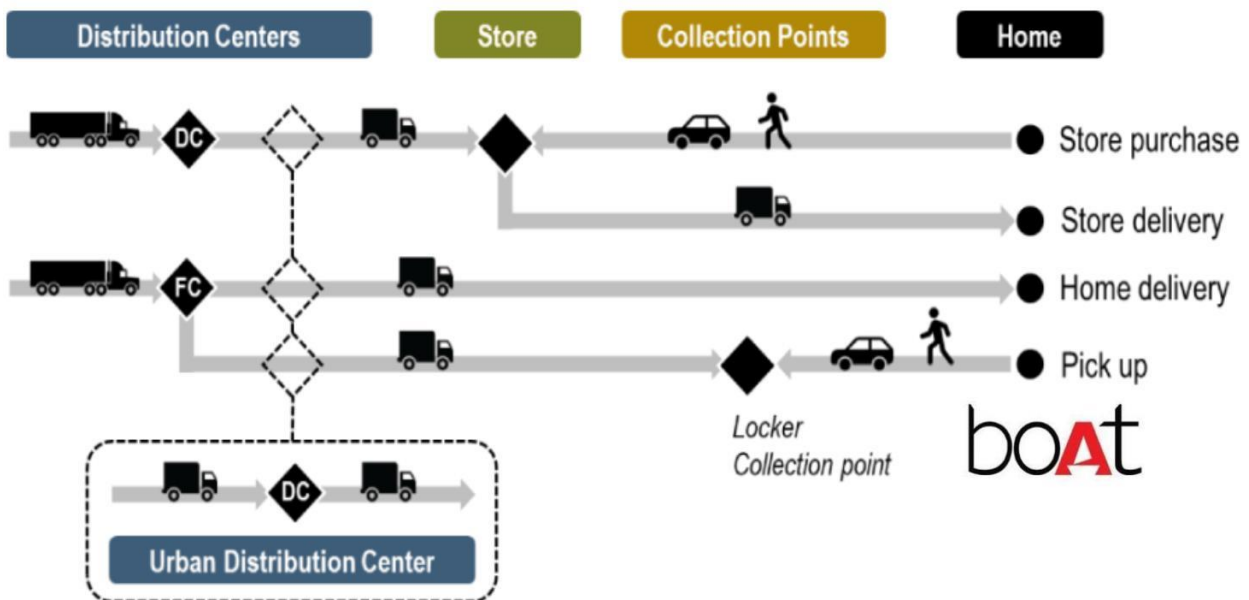 Distribution Centers
Store
Collection Points
Home
DC
Store purchase
Store delivery
FC
Home delivery
Pick up
Locker
Collection point
boAt
DC
Urban Distribution Center